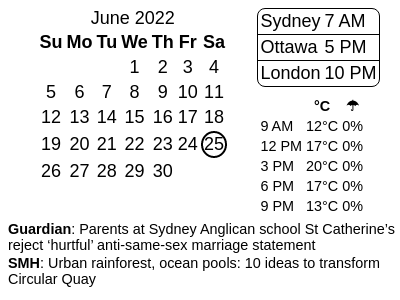 June 2022
Su Mo Tu We Th Fr Sa
1 2 3 4
5 6 7 8 9 10 11
12 13 14 15 16 17 18
19 20 21 22 23 24 25
26 27 28 29 30
Sydney 7 AM
Ottawa 5 PM
London 10 PM
°C ☂
9 AM 12°C 0%
12 PM 17°C 0%
3 PM 20°C 0%
6 PM 17°C 0%
9 PM 13°C 0%
Guardian: Parents at Sydney Anglican school St Catherine’s
reject ‘hurtful’ anti-same-sex marriage statement
SMH: Urban rainforest, ocean pools: 10 ideas to transform
Circular Quay